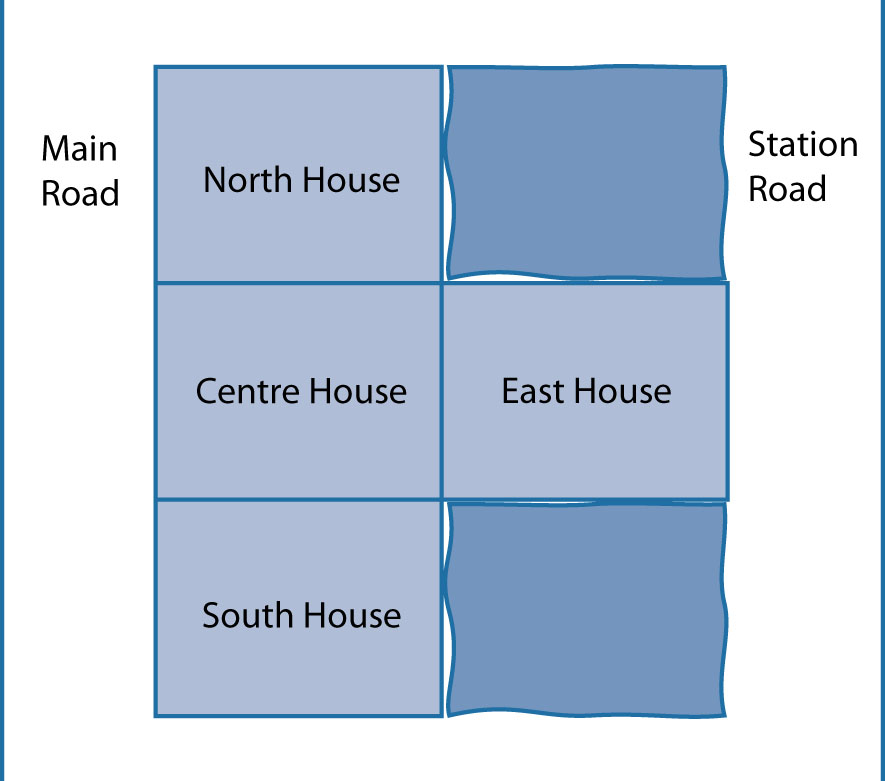 Main
Road
North House
Station
Road
Centre House
East House
South House